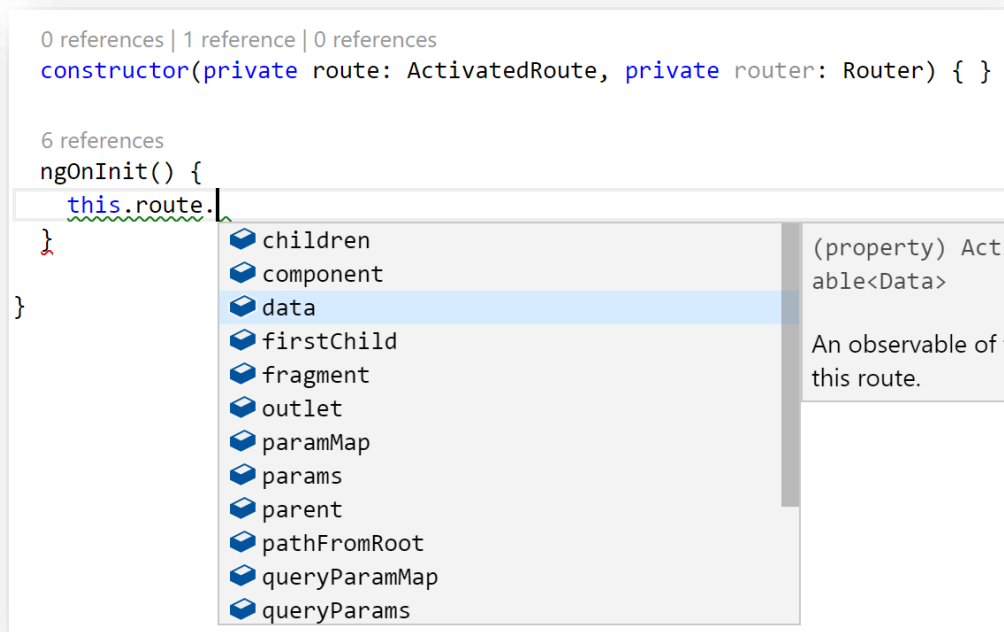 0 references | 1 reference | 0 references
constructor(private route: ActivatedRoute, private router: Router) { }
6 references
ngOnInit() {
this.route.
}
}
children
component
data
firstChild
fragment
outlet
paramMap
params
parent
pathFromRoot
queryParamMap
queryParams
(property) Act
able<Data>
An observable of
this route.